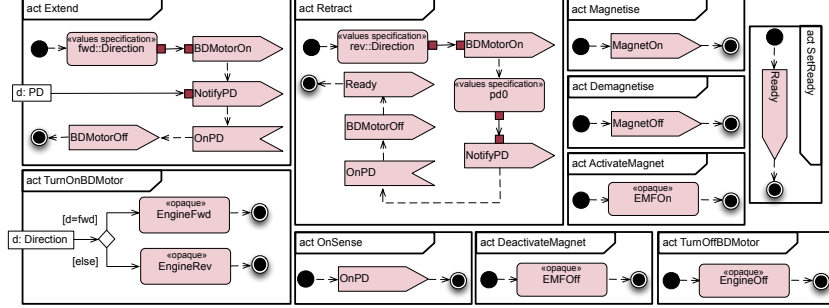 act Extend
«values specification»
fwd::Direction
BDMotorOn
d: PD
NotifyPD
BDMotorOff
OnPD
act Retract
«values specification»
rev::Direction
BDMotorOn
Ready
«values specification»
pd0
BDMotorOff
NotifyPD
OnPD
act Magnetise
MagnetOn
act Demagnetise
MagnetOff
act ActivateMagnet
«opaque»
EMFOn
act SetReady
Ready
act TurnOnBDMotor
«opaque»
EngineFwd
[d=fwd]
d: Direction
[else]
«opaque»
EngineRev
act OnSense
OnPD
act DeactivateMagnet
«opaque»
EMFOff
act TurnOffBDMotor
«opaque»
EngineOff